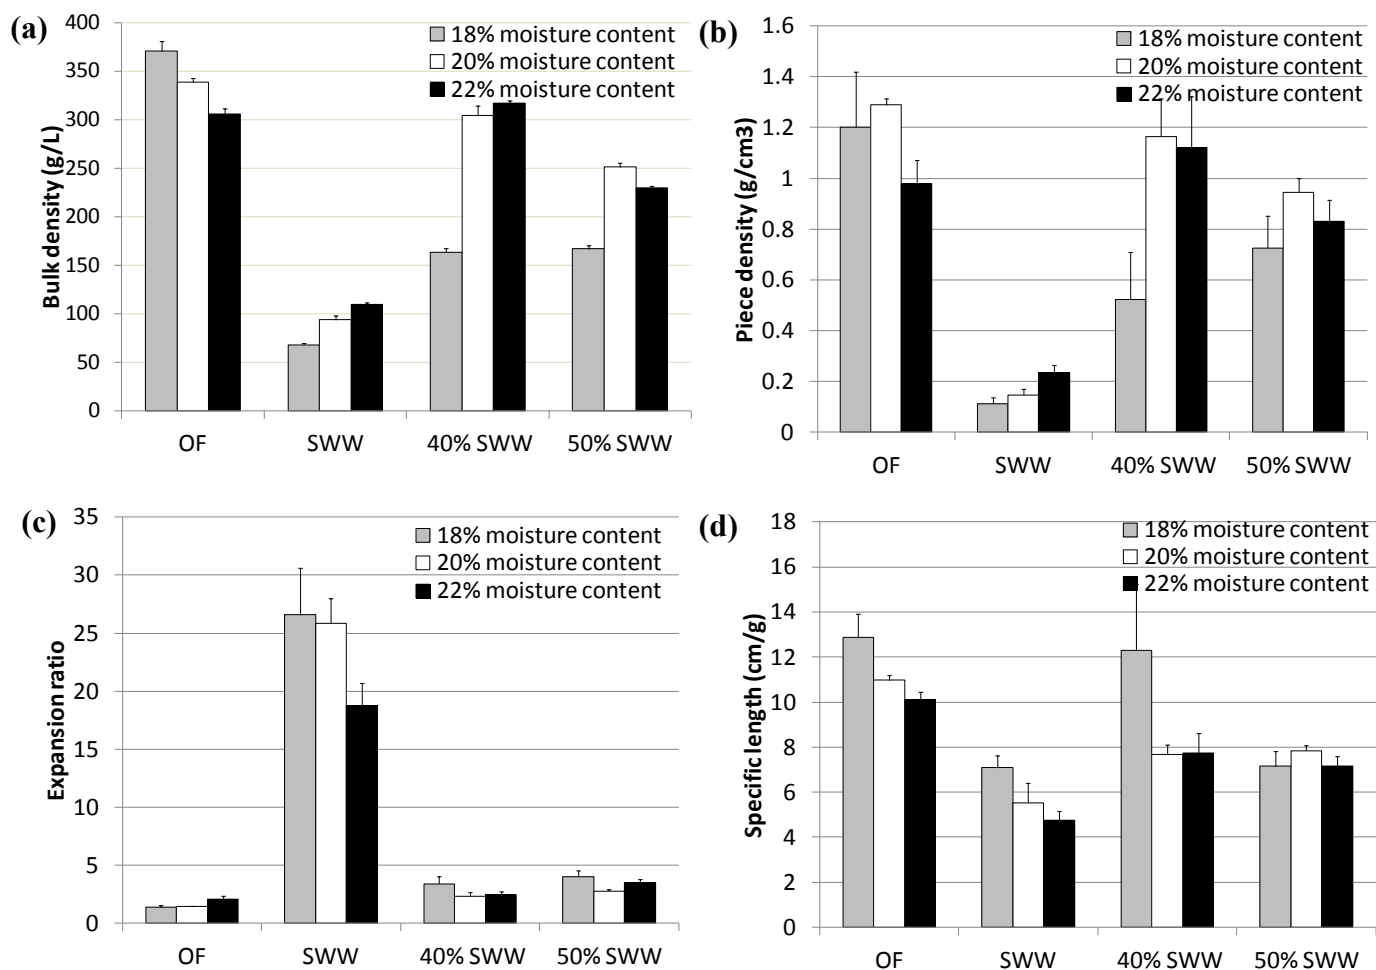 (a)
400
350
300
250
200
150
100
50
0
Bulk density (g/L)
18% moisture content
20% moisture content
22% moisture content
OF SWW 40% SWW 50% SWW
(b)
1.6
1.4
1.2
1
0.8
0.6
0.4
0.2
0
Piece density (g/cm3)
18% moisture content
20% moisture content
22% moisture content
OF SWW 40% SWW 50% SWW
(c)
35
30
25
20
15
10
5
0
Expansion ratio
18% moisture content
20% moisture content
22% moisture content
OF SWW 40% SWW 50% SWW
(d)
18
16
14
12
10
8
6
4
2
0
Specific length (cm/g)
18% moisture content
20% moisture content
22% moisture content
OF SWW 40% SWW 50% SWW